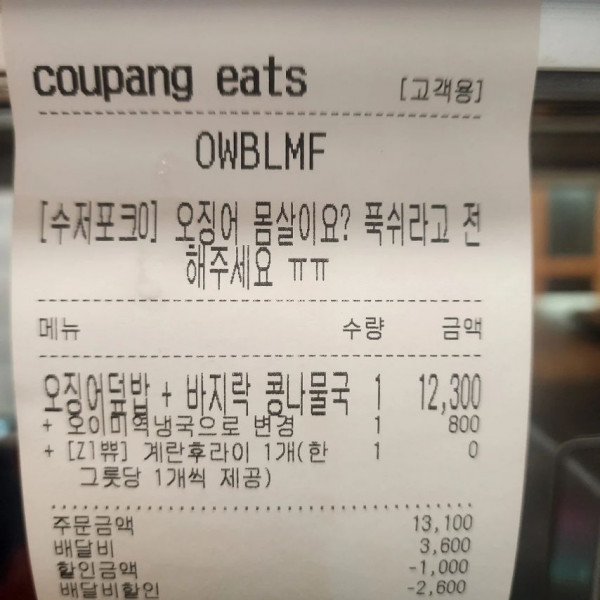 coupang eats
[고객용]
OWBLMF
[수저포크O] 오징어 몸살이요? 푹쉬라고 전
해주세요 ㅠㅠ
메뉴 수량 금액
오징어덮밥 + 바지락 콩나물국 1 12,300
+ 오이미역냉국으로 변경 1 800
+ [Z1쀼] 계란후라이 1개(한 1 0
그릇당 1개씩 제공)
주문금액 13,100
배달비 3,600
할인금액 -1,000
배달비할인 -2,600